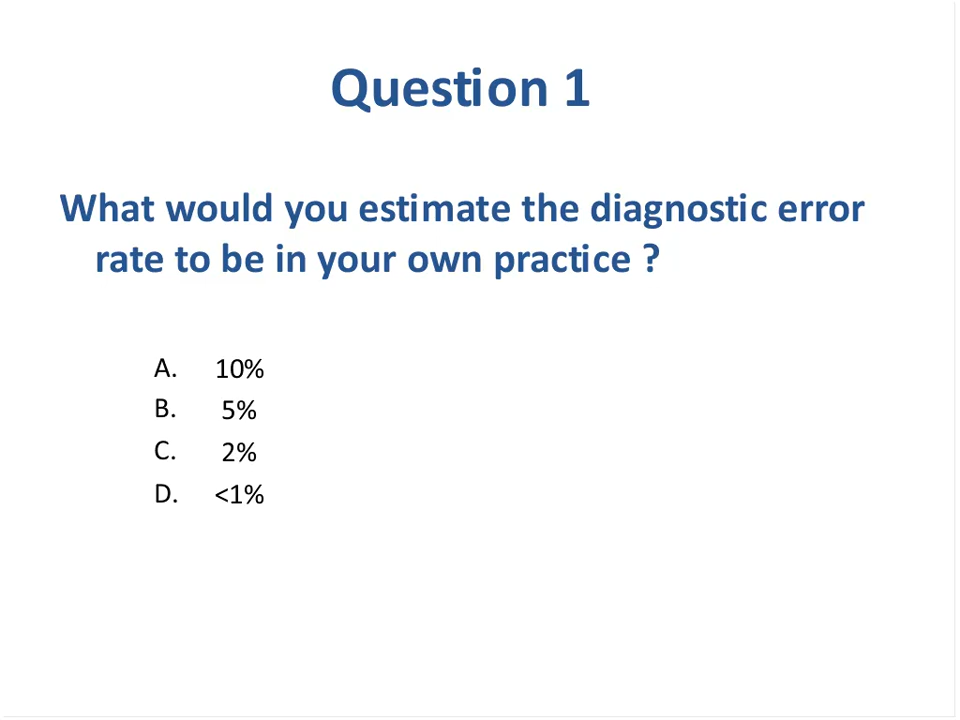 Question 1
What would you estimate the diagnostic error
rate to be in your own practice ?
A. 10%
B. 5%
C. 2%
D. <1%